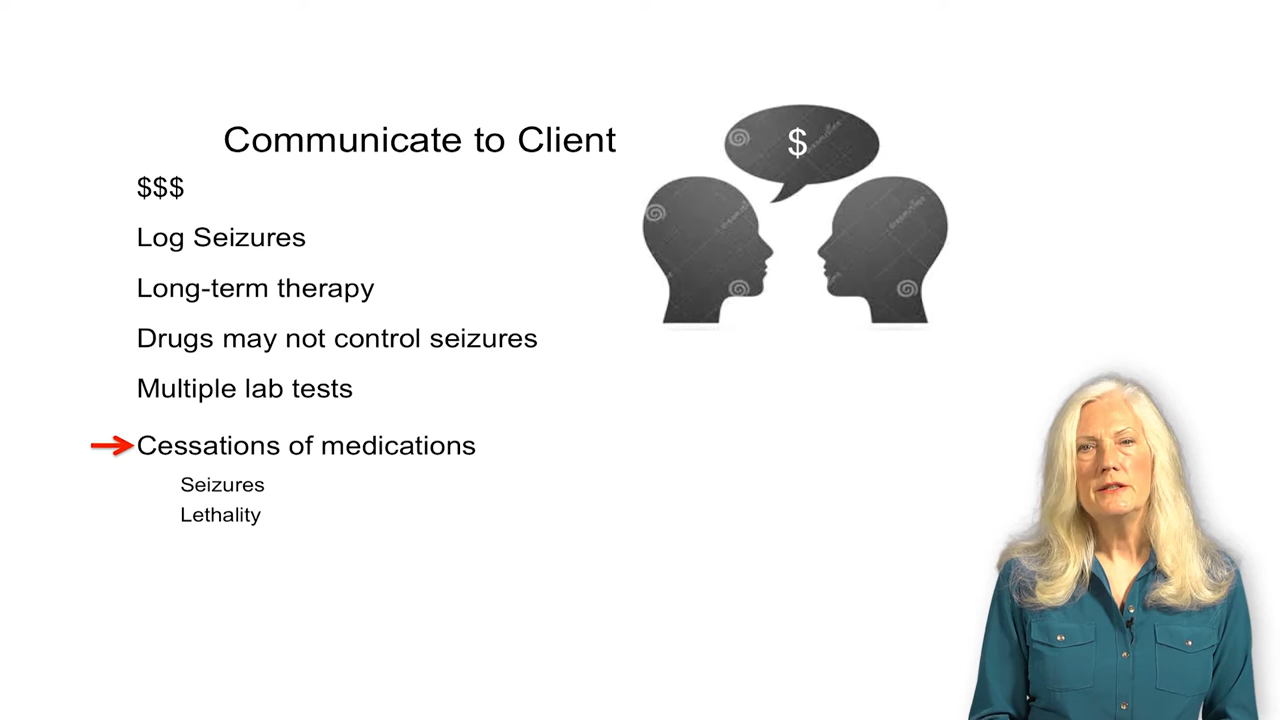 Communicate to Client
$
$$$
Log Seizures
Long-term therapy
Drugs may not control seizures
Multiple lab tests
Cessations of medications
Seizures
Lethality